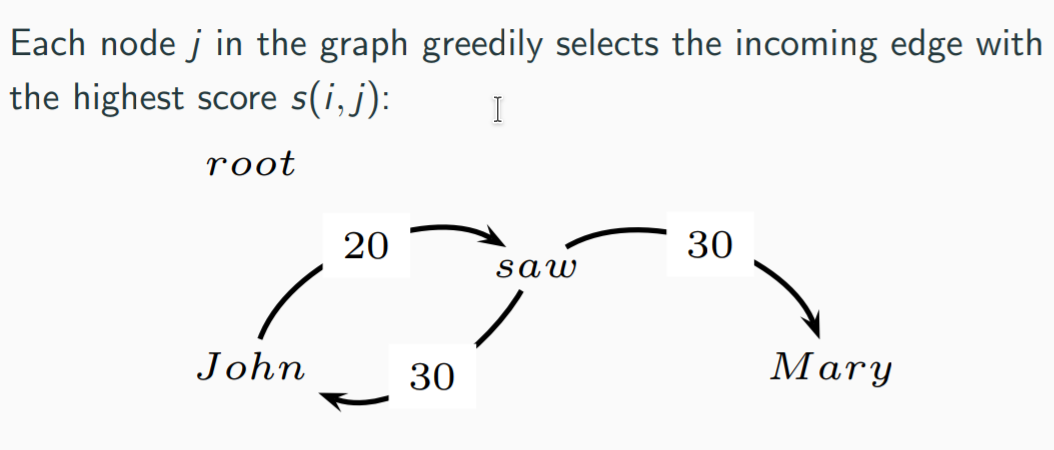 Each node j in the graph greedily selects the incoming edge with
the highest score s(i, j):
root
20
saw
30
John
30
Mary